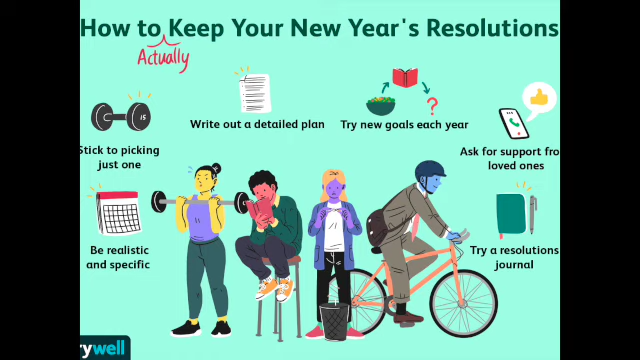 How to Keep Your New Year's Resolutions
Actually
15
Stick to picking
just one
Write out a detailed plan
Try new goals each year
?
Ask for support fro
loved ones
Be realistic
and specific
Try a resolutions
journal
rywell